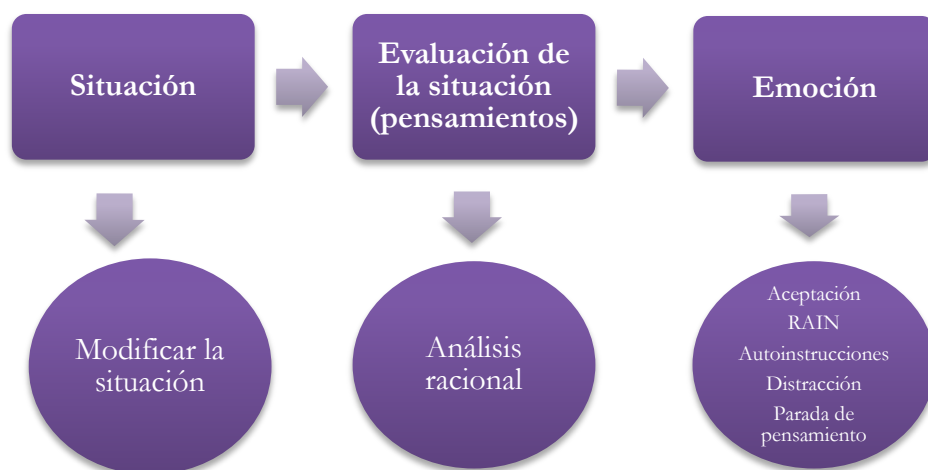 Situación
Evaluación de
la situación
(pensamientos)
Emoción
Modificar la
situación
Análisis
racional
Aceptación
RAIN
Autoinstrucciones
Distracción
Parada de
pensamiento